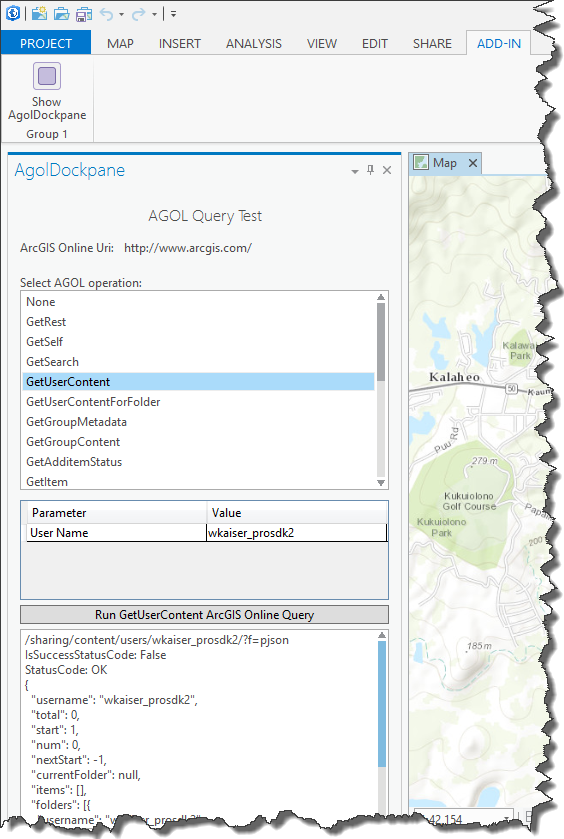 PROJECT MAP INSERT ANALYSIS VIEW EDIT SHARE ADD-IN
Show
AgolDockpane
Group 1
AgolDockpane
AGOL Query Test
ArcGIS Online Uri: http://www.arcgis.com/
Select AGOL operation:
None
GetRest
GetSelf
GetSearch
GetUserContent
GetUserContentForFolder
GetGroupMetadata
GetGroupContent
GetAdditemStatus
GetItem
Parameter Value
User Name wkaiser_prosdk2
Run GetUserContent ArcGIS Online Query
/sharing/content/users/wkaiser_prosdk2/?f=pjson
IsSuccessStatusCode: False
StatusCode: OK
{
"username": "wkaiser_prosdk2",
"total": 0,
"start": 1,
"num": 0,
"nextStart": -1,
"currentFolder": null,
"items": [],
"folders": [{
"username": "wkaiser_prosdk2"
Map
Kalawai
Park
Kalaheo
50
Kaum
Puu Rd
279 m
Kukuiolono
Golf Course
Kukuiolono
Park
Papa
200
185 m
42,154